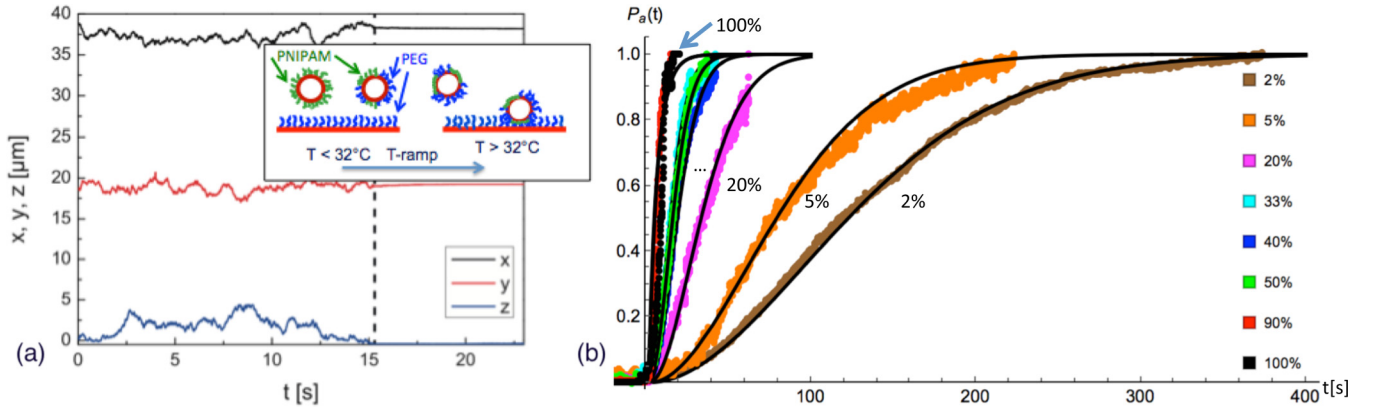 40
35
30
25
20
15
10
5
0
x, y, z [µm]
0 5 10 15 20
t [s]
PNIPAM
PEG
T < 32°C T-ramp T > 32°C
x
y
z
(a)
Pₐ(t)
100%
1.0
0.8
0.6
0.4
0.2
...
20%
5%
2%
2%
5%
20%
33%
40%
50%
90%
100%
100 200 300 400 t[s]
(b)